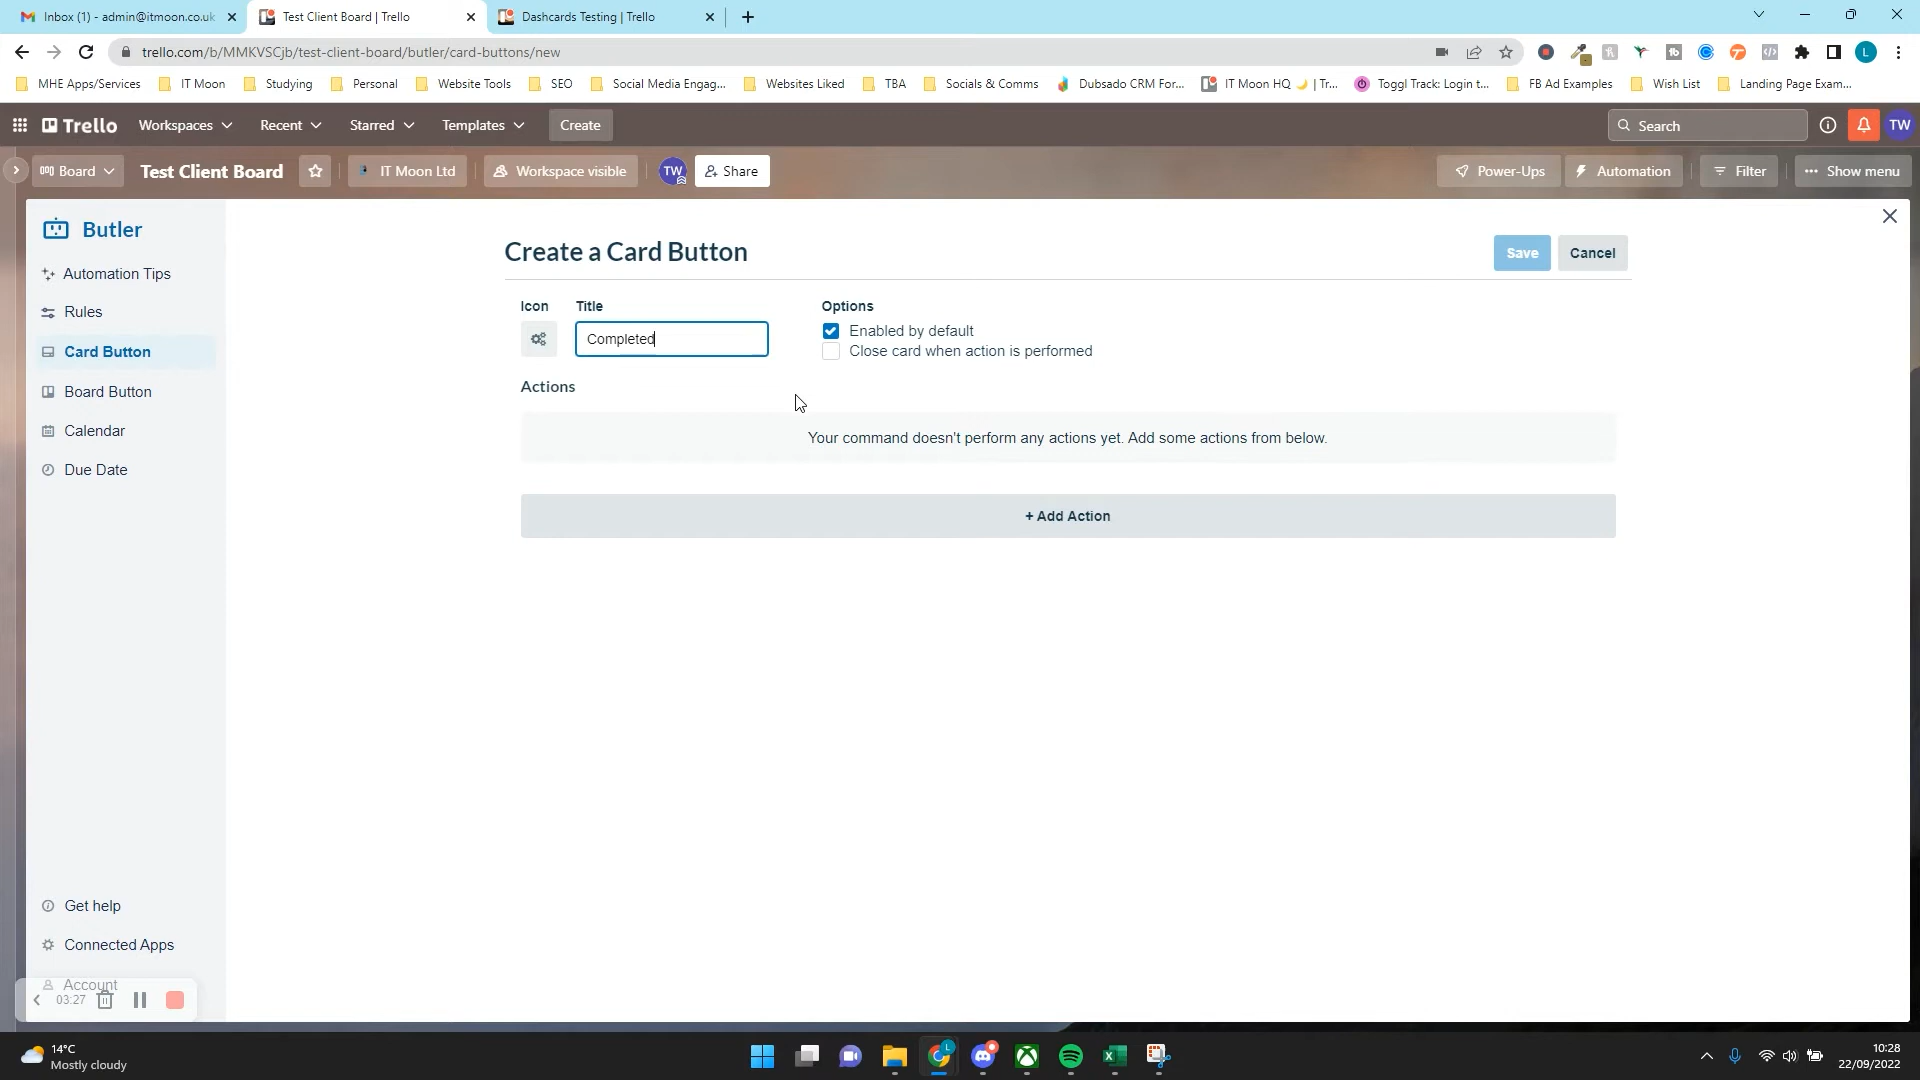 Inbox (1) - admin@itmoon.co.uk
Test Client Board | Trello
Dashcards Testing | Trello
trello.com/b/MMKVSCjb/test-client-board/butler/card-buttons/new
MHE Apps/Services
IT Moon
Studying
Personal
Website Tools
SEO
Social Media Engag...
Websites Liked
TBA
Socials & Comms
Dubsado CRM For...
IT Moon HQ 🌙 | Tr...
Toggl Track: Login t...
FB Ad Examples
Wish List
Landing Page Exam...
Trello
Workspaces
Recent
Starred
Templates
Create
Search
TW
Board
Test Client Board
IT Moon Ltd
Workspace visible
TW
Share
Power-Ups
Automation
Filter
Show menu
Butler
Automation Tips
Rules
Card Button
Board Button
Calendar
Due Date
Get help
Connected Apps
Account
03:27
Create a Card Button
Save
Cancel
Icon
Title
Options
Completed
Enabled by default
Close card when action is performed
Actions
Your command doesn't perform any actions yet. Add some actions from below.
+ Add Action
14°C
Mostly cloudy
10:28
22/09/2022